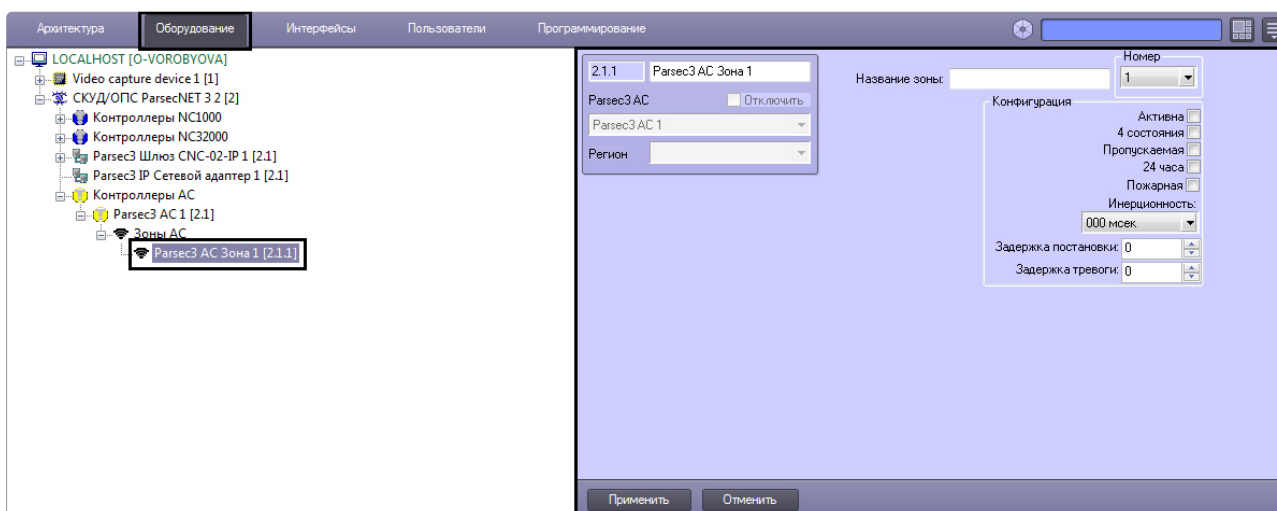 Архитектура Оборудование Интерфейсы Пользователи Программирование
LOCALHOST [O-VOROBYOVA]
Video capture device 1 [1]
СКУД/ОПС ParsecNET 3 2 [2]
Контроллеры NC1000
Контроллеры NC32000
Parsec3 Шлюз CNC-02-IP 1 [2.1]
Parsec3 IP Сетевой адаптер 1 [2.1]
Контроллеры AC
Parsec3 AC 1 [2.1]
Зоны AC
Parsec3 AC Зона 1 [2.1.1]
2.1.1 Parsec3 AC Зона 1
Parsec3 AC Отключить
Parsec3 AC 1
Регион
Название зоны:
Номер
1
Конфигурация
Активна
4 состояния
Пропускаемая
24 часа
Пожарная
Инерционность:
000 мсек
Задержка постановки: 0
Задержка тревоги: 0
Применить Отменить